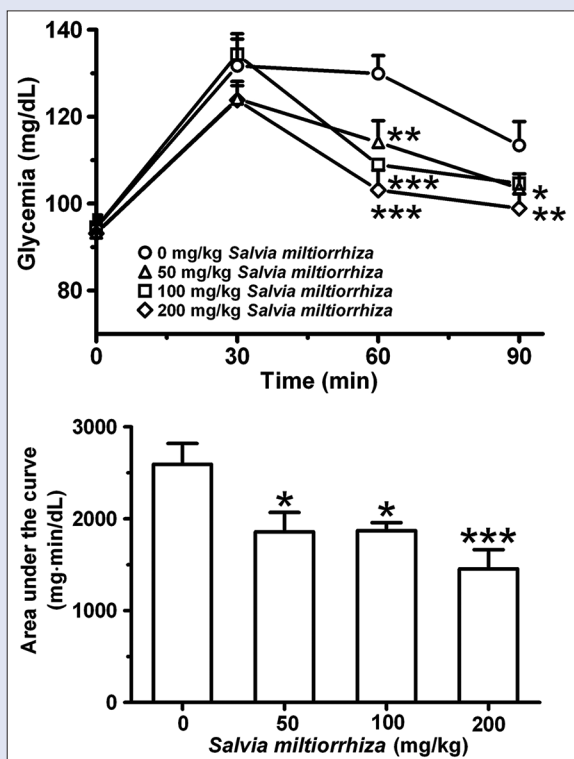 140
120
100
80
Glycemia (mg/dL)
**
***
***
*
**
0 mg/kg Salvia miltiorrhiza
50 mg/kg Salvia miltiorrhiza
100 mg/kg Salvia miltiorrhiza
200 mg/kg Salvia miltiorrhiza
0 30 60 90
Time (min)
3000
2000
1000
0
Area under the curve
(mg·min/dL)
*
*
***
0 50 100 200
Salvia miltiorrhiza (mg/kg)